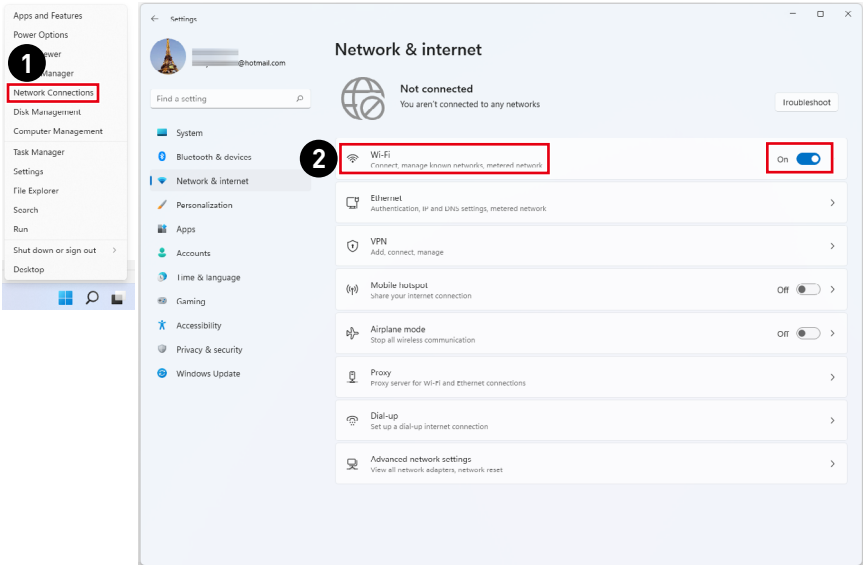 Apps and Features
Power Options
ewer
1
Manager
Network Connections
Disk Management
Computer Management
Task Manager
Settings
File Explorer
Search
Run
Shut down or sign out
Desktop
Settings
@hotmail.com
Find a setting
System
Bluetooth & devices
Network & internet
Personalization
Apps
Accounts
Time & language
Gaming
Accessibility
Privacy & security
Windows Update
Network & internet
Not connected
You aren't connected to any networks
Troubleshoot
2
Wi-Fi
Connect, manage known networks, metered network
On
Ethernet
Authentication, IP and DNS settings, metered network
VPN
Add, connect, manage
Mobile hotspot
Share your internet connection
Off
Airplane mode
Stop all wireless communication
Off
Proxy
Proxy server for Wi-Fi and Ethernet connections
Dial-up
Set up a dial-up internet connection
Advanced network settings
View all network adapters, network reset